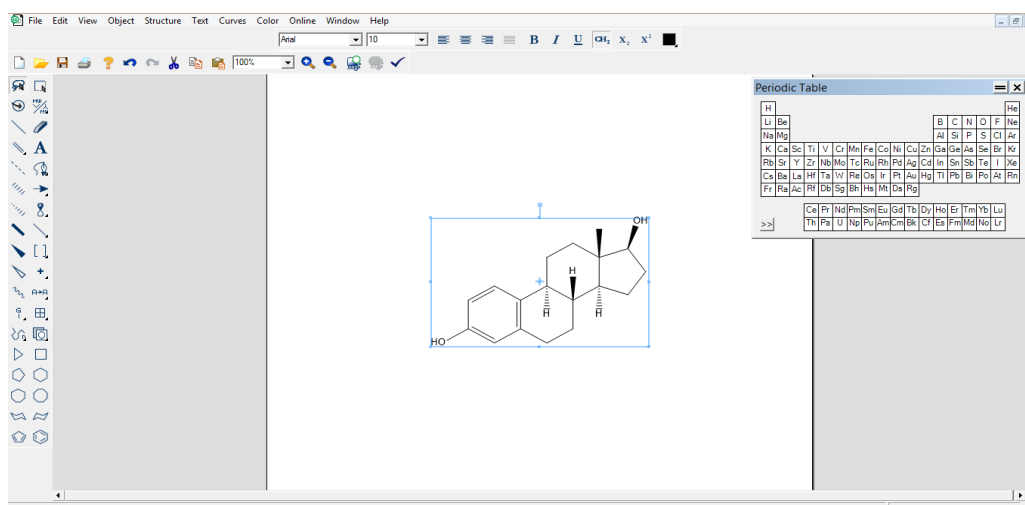 File Edit View Object Structure Text Curves Color Online Window Help
Arial 10 B I U CH₂ X₂ X²
100%
Periodic Table
H He
Li Be B C N O F Ne
Na Mg Al Si P S Cl Ar
K Ca Sc Ti V Cr Mn Fe Co Ni Cu Zn Ga Ge As Se Br Kr
Rb Sr Y Zr Nb Mo Tc Ru Rh Pd Ag Cd In Sn Sb Te I Xe
Cs Ba La Hf Ta W Re Os Ir Pt Au Hg Tl Pb Bi Po At Rn
Fr Ra Ac Rf Db Sg Bh Hs Mt Ds Rg
Ce Pr Nd Pm Sm Eu Gd Tb Dy Ho Er Tm Yb Lu
>> Th Pa U Np Pu Am Cm Bk Cf Es Fm Md No Lr
A
OH
H
H H
HO